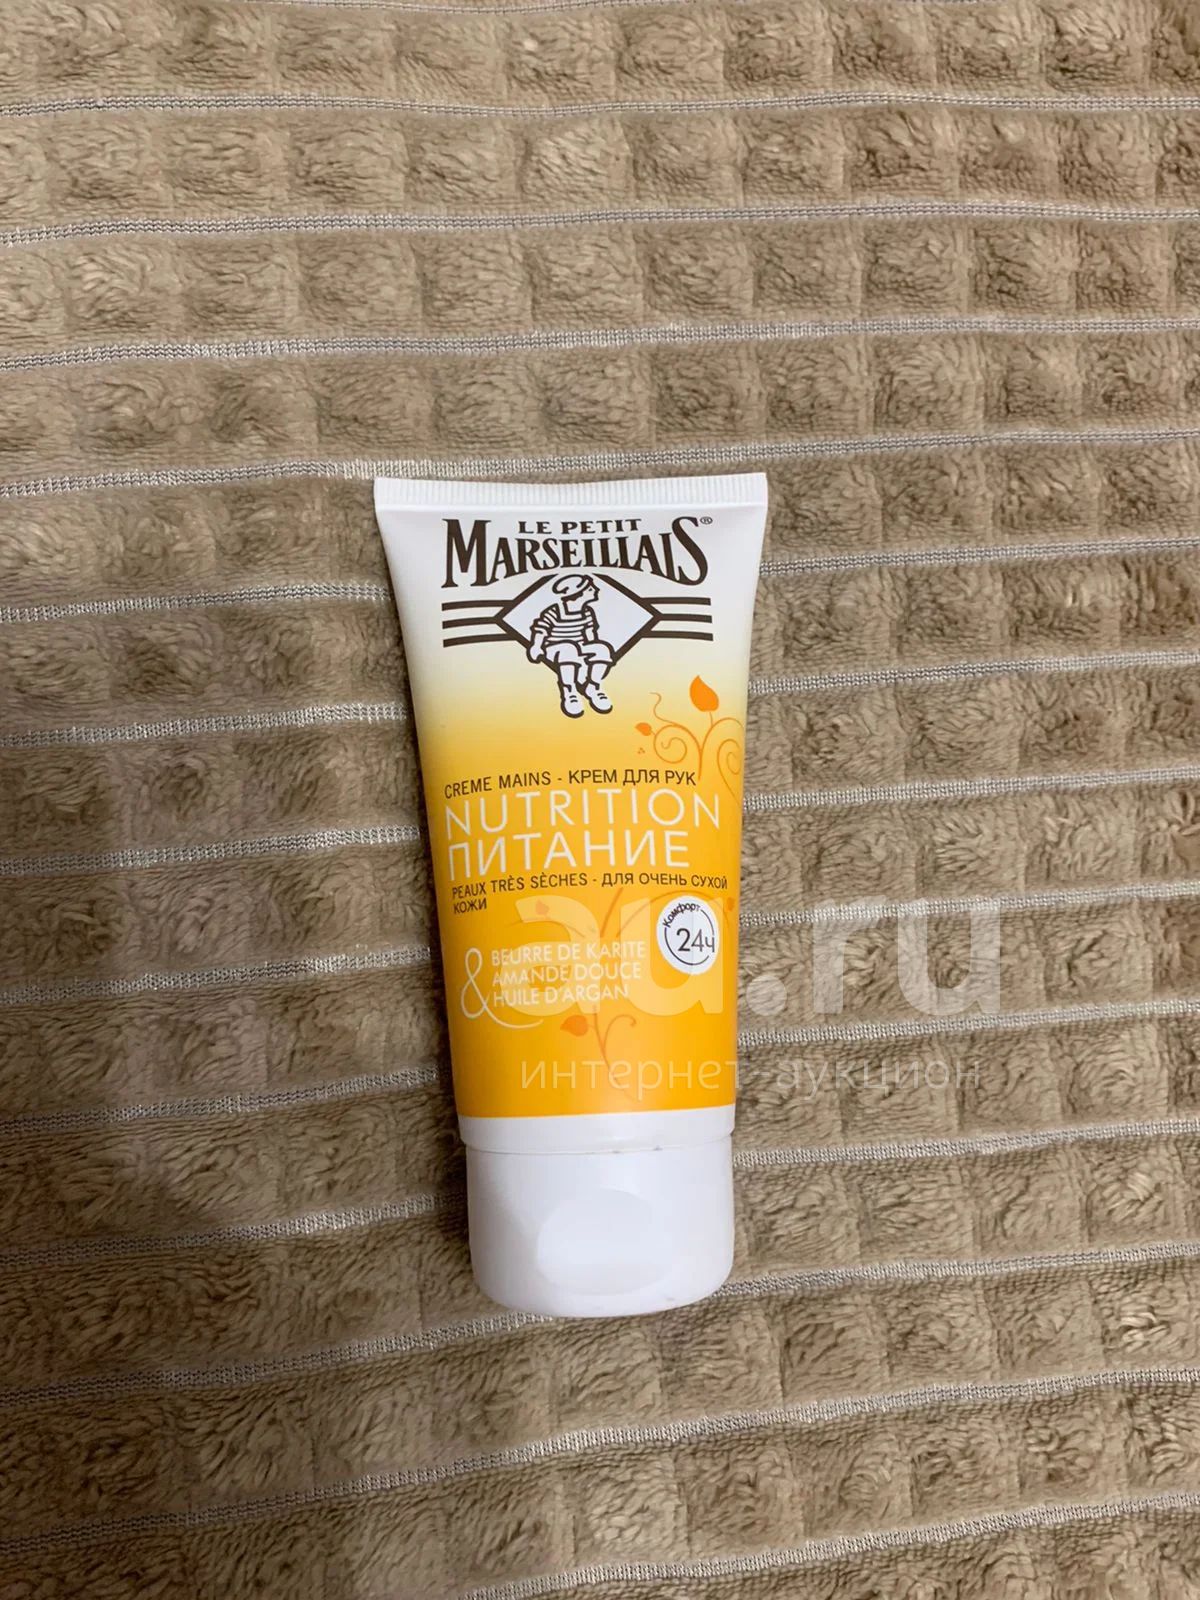 LE PETIT
MARSEILLAIS®
CREME MAINS - КРЕМ ДЛЯ РУК
NUTRITION
ПИТАНИЕ
PEAUX TRÈS SÈCHES - ДЛЯ ОЧЕНЬ СУХОЙ
КОЖИ
Комфорт
24ч
& BEURRE DE KARITE
AMANDE DOUCE
HUILE D'ARGAN
au.ru
интернет-аукцион